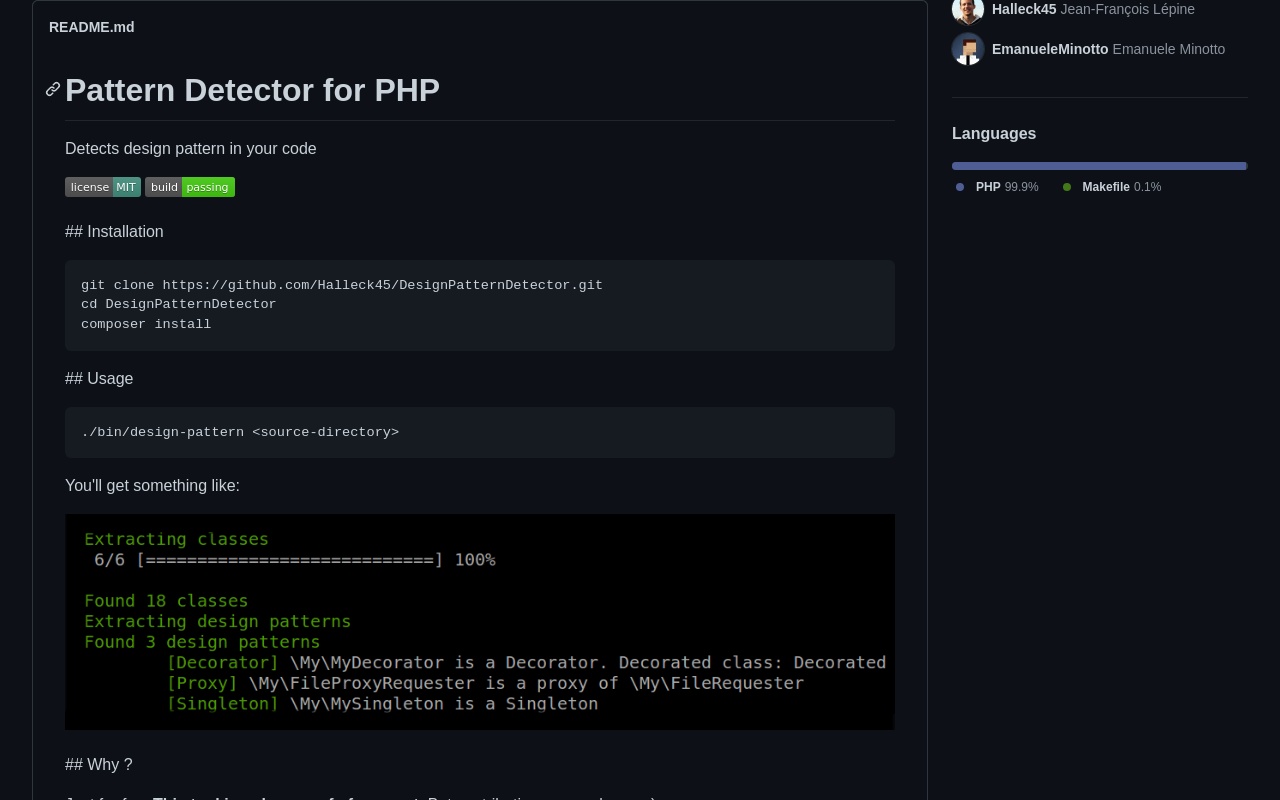 README.md
Pattern Detector for PHP
Detects design pattern in your code
license MIT build passing
## Installation
git clone https://github.com/Halleck45/DesignPatternDetector.git
cd DesignPatternDetector
composer install
## Usage
./bin/design-pattern <source-directory>
You'll get something like:
Extracting classes
6/6 [============================] 100%
Found 18 classes
Extracting design patterns
Found 3 design patterns
[Decorator] \My\MyDecorator is a Decorator. Decorated class: Decorated
[Proxy] \My\FileProxyRequester is a proxy of \My\FileRequester
[Singleton] \My\MySingleton is a Singleton
## Why ?
Halleck45 Jean-François Lépine
EmanueleMinotto Emanuele Minotto
Languages
PHP 99.9% Makefile 0.1%